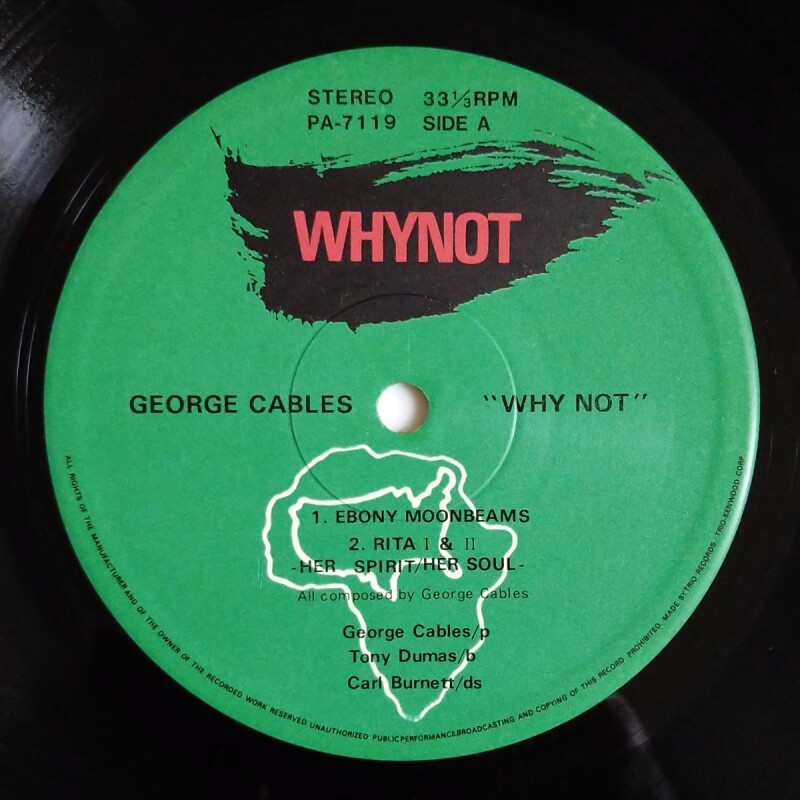 STEREO 33⅓RPM
PA-7119 SIDE A
WHYNOT
GEORGE CABLES "WHY NOT"
1. EBONY MOONBEAMS
2. RITA I & II
-HER SPIRIT/HER SOUL-
All composed by George Cables
George Cables/p
Tony Dumas/b
Carl Burnett/ds
ALL RIGHTS OF THE MANUFACTURER AND OF THE OWNER OF THE RECORDED WORK RESERVED UNAUTHORIZED PUBLICPERFORMANCEBROADCASTING AND COPYING OF THIS RECORD PROHIBITED. MADE BY TRIO RECORDS. TRIO-KENWOOD CORP